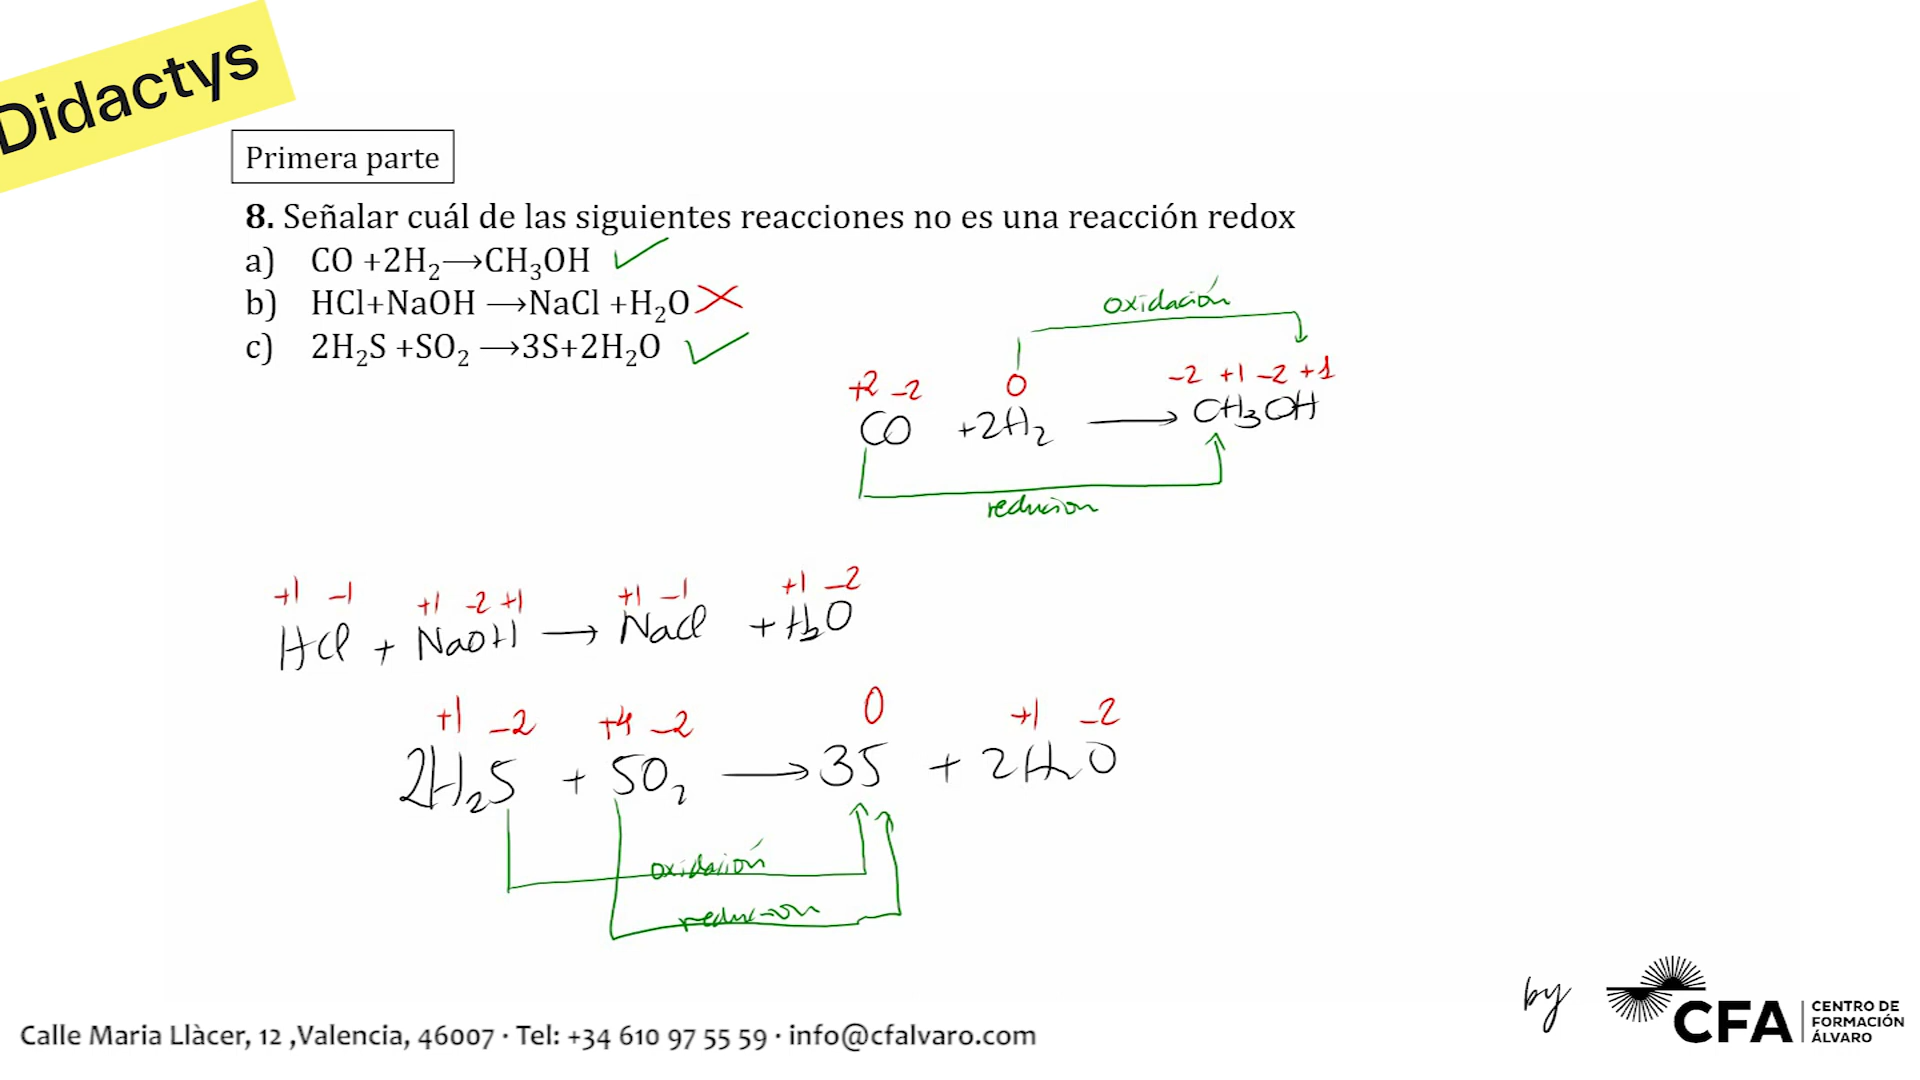 Didactys
Primera parte
8. Señalar cuál de las siguientes reacciones no es una reacción redox
a) CO +2H₂⟶CH₃OH ✓
b) HCl+NaOH ⟶NaCl +H₂O ✗
c) 2H₂S +SO₂ ⟶3S+2H₂O ✓
oxidación
+2 -2 0 -2 +1 -2 +1
CO +2H₂ ⟶ CH₃OH
reducion
+1 -1 +1 -2 +1 +1 -1 +1 -2
HCl + NaOH ⟶ NaCl + H₂O
+1 -2 +4 -2 0 +1 -2
2H₂S + SO₂ ⟶ 3S + 2H₂O
oxidación
reducion
by
CFA
CENTRO DE
FORMACIÓN
ÁLVARO
Calle Maria Llàcer, 12 ,Valencia, 46007 · Tel: +34 610 97 55 59 · info@cfalvaro.com